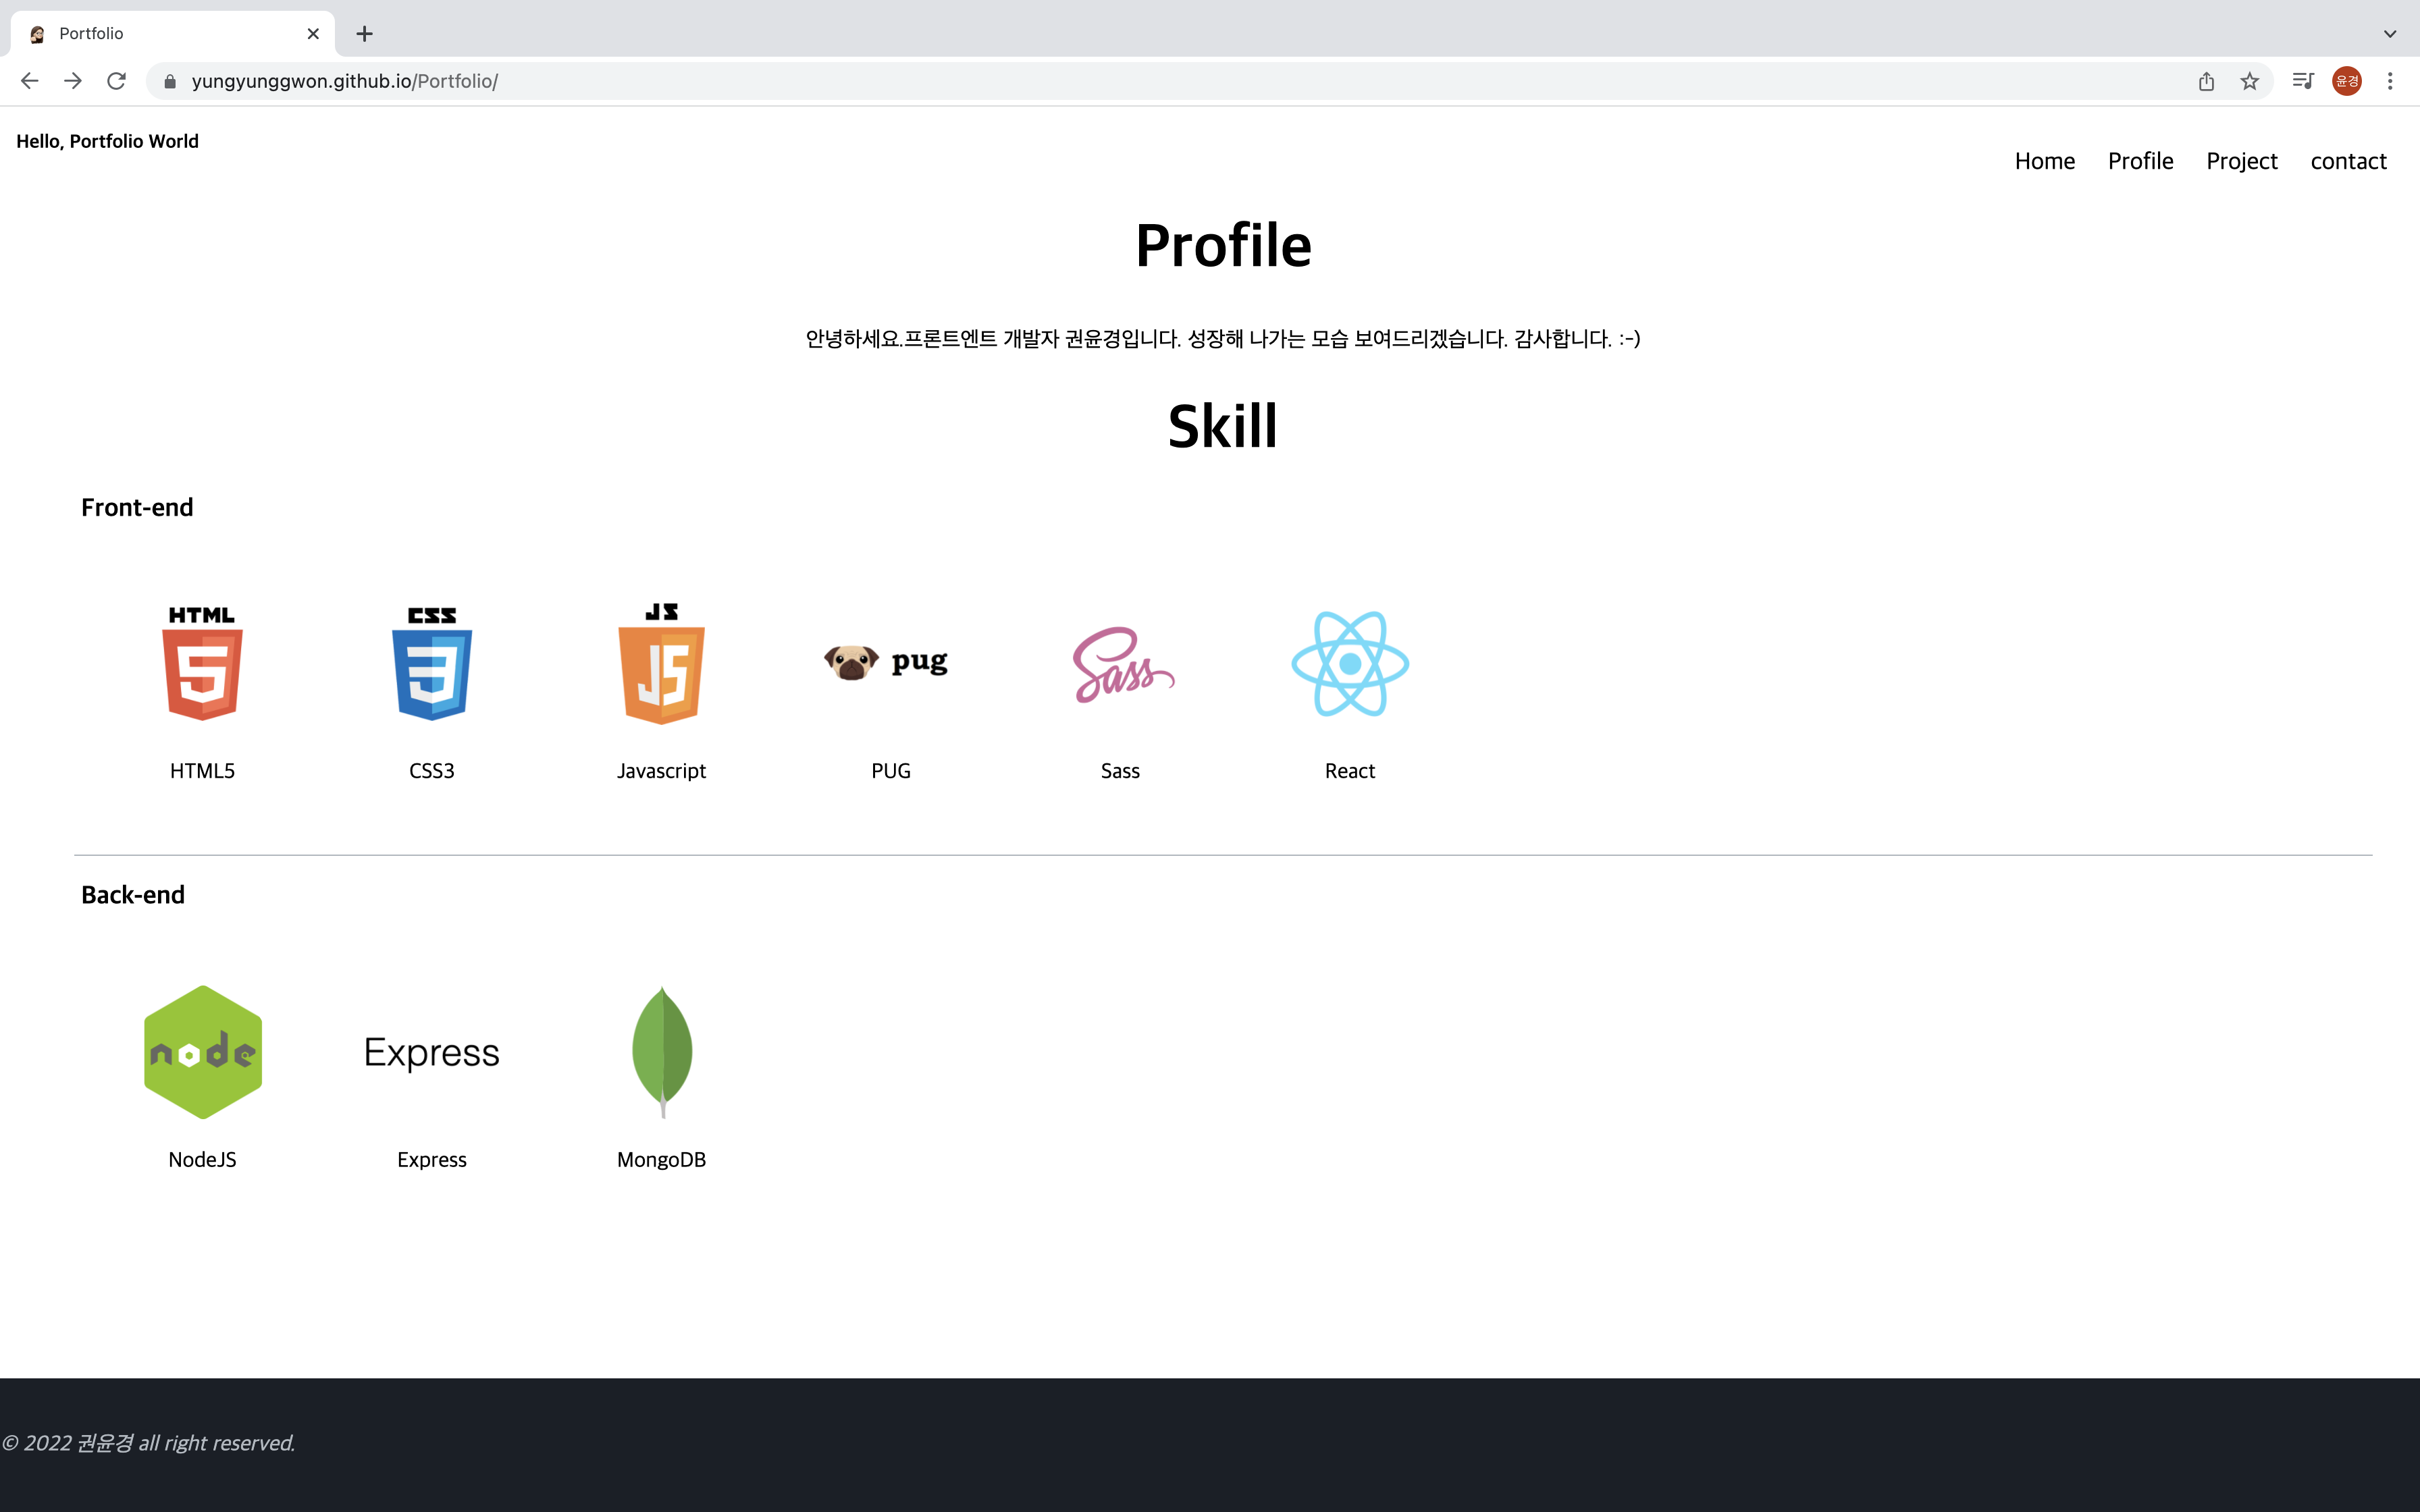 Portfolio
yungyunggwon.github.io/Portfolio/
윤경
Hello, Portfolio World
Home Profile Project contact
Profile
안녕하세요.프론트엔트 개발자 권윤경입니다. 성장해 나가는 모습 보여드리겠습니다. 감사합니다. :-)
Skill
Front-end
HTML CSS JS
5 3 JS pug Sass
HTML5 CSS3 Javascript PUG Sass React
Back-end
node Express
NodeJS Express MongoDB
© 2022 권윤경 all right reserved.